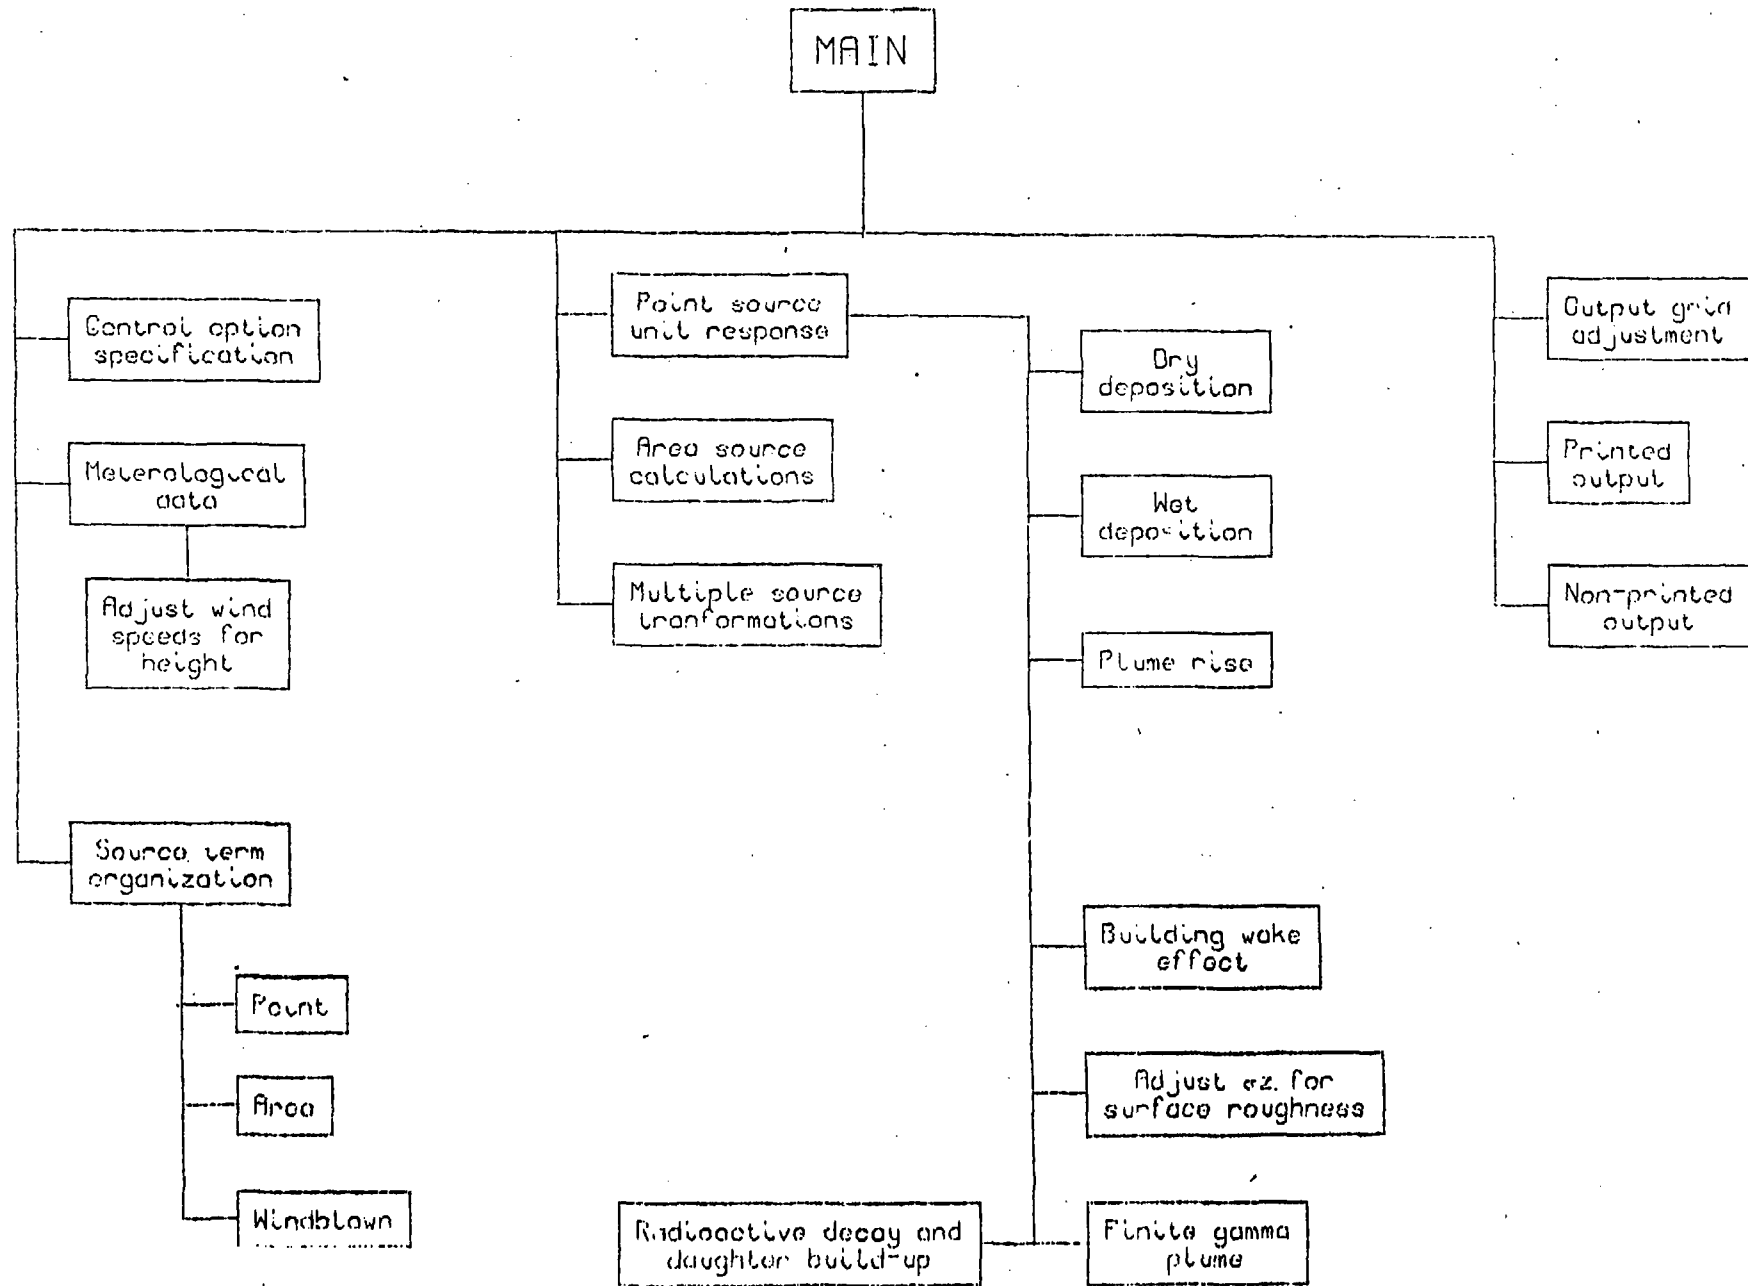 MAIN
Control option
specification
Meterological
data
Adjust wind
speeds for
height
Source term
organization
Point
Area
Windblown
Point source
unit response
Area source
calculations
Multiple source
tranformations
Dry
deposition
Wet
deposition
Plume rise
Building wake
effect
Adjust σz for
surface roughness
Radioactive decay and
daughter build-up
Finite gamma
plume
Output grid
adjustment
Printed
output
Non-printed
output